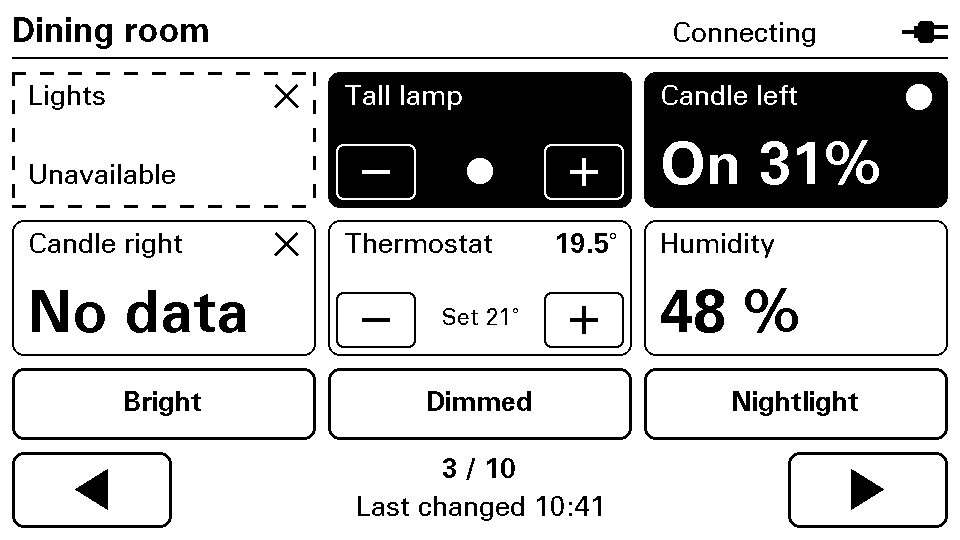 Dining room
Connecting
Lights
Unavailable
Tall lamp
− +
Candle left
On 31%
Candle right
No data
Thermostat 19.5°
− Set 21° +
Humidity
48 %
Bright
Dimmed
Nightlight
3 / 10
Last changed 10:41